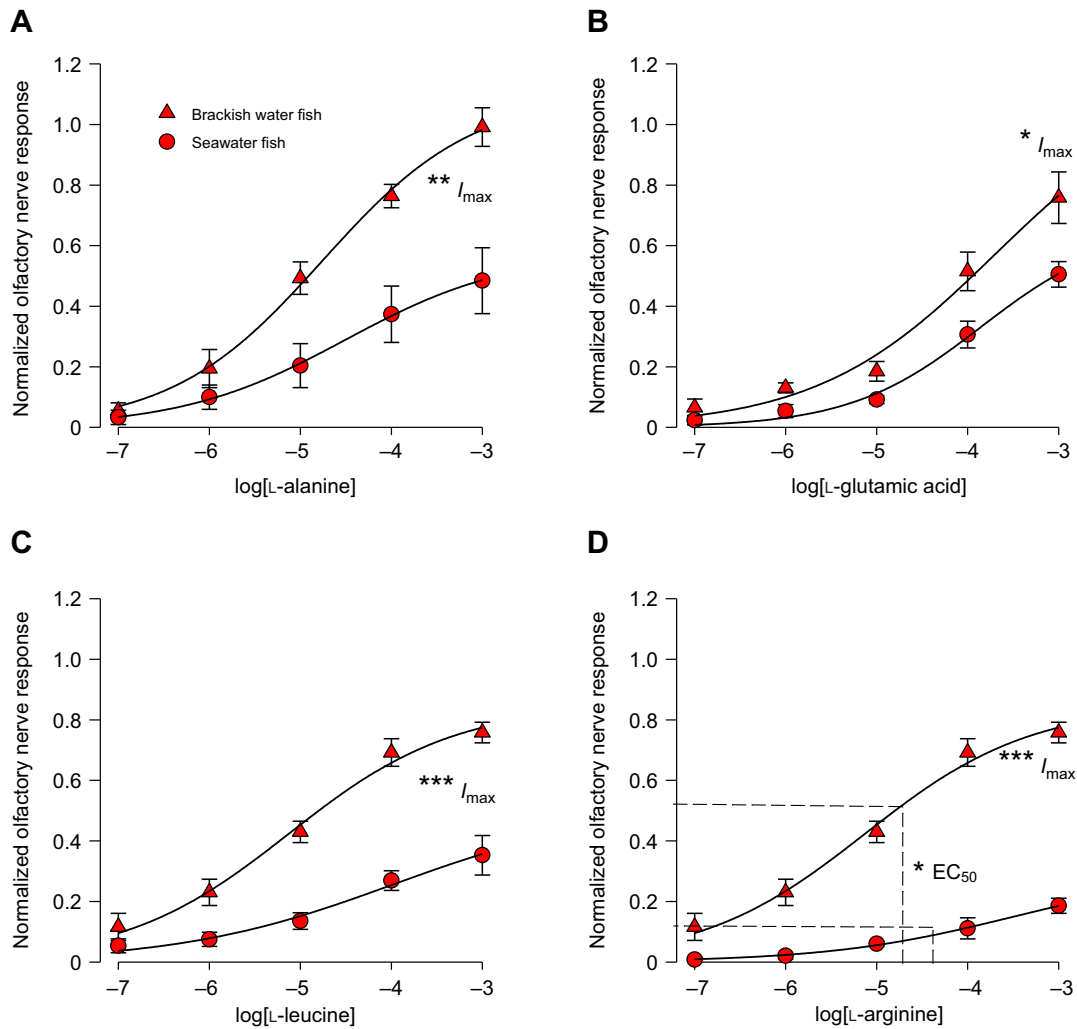 A
1.2
1.0
0.8
0.6
0.4
0.2
0
Normalized olfactory nerve response
Brackish water fish
Seawater fish
** Imax
–7 –6 –5 –4 –3
log[L-alanine]
B
1.2
1.0
0.8
0.6
0.4
0.2
0
Normalized olfactory nerve response
* Imax
–7 –6 –5 –4 –3
log[L-glutamic acid]
C
1.2
1.0
0.8
0.6
0.4
0.2
0
Normalized olfactory nerve response
*** Imax
–7 –6 –5 –4 –3
log[L-leucine]
D
1.2
1.0
0.8
0.6
0.4
0.2
0
Normalized olfactory nerve response
*** Imax
* EC50
–7 –6 –5 –4 –3
log[L-arginine]